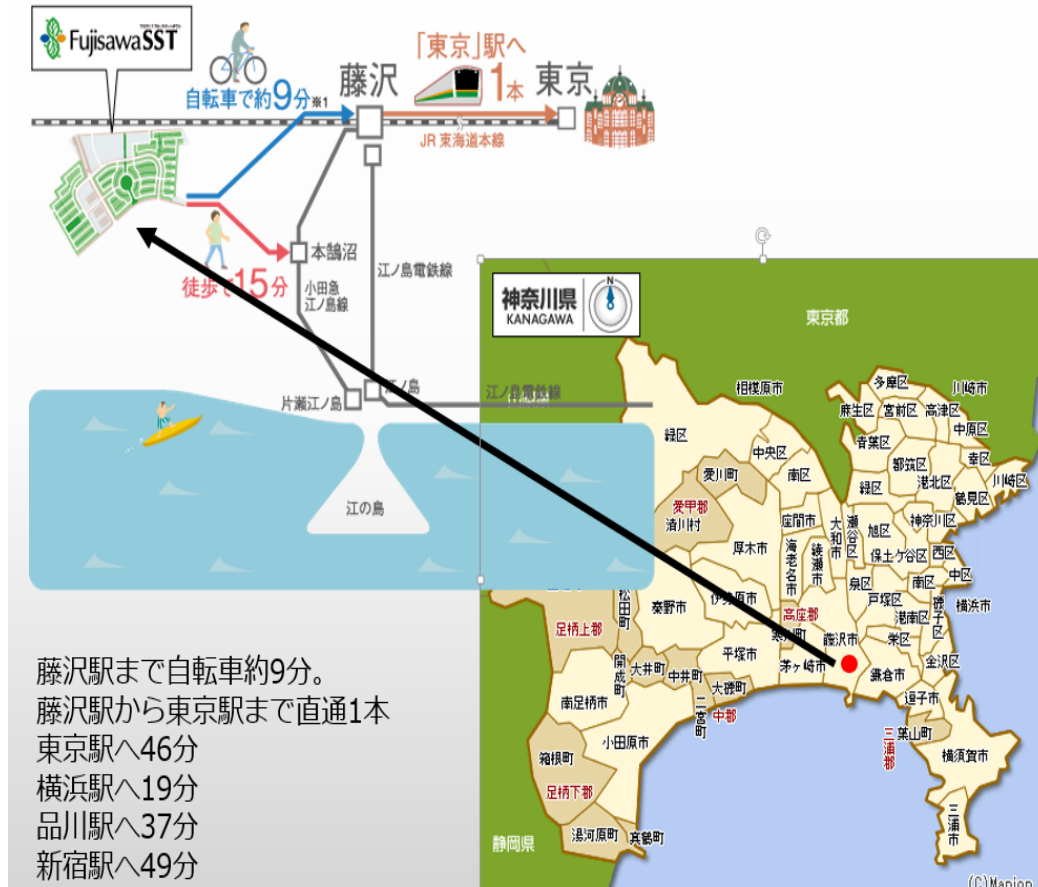 FujisawaSST
自転車で約9分※1
藤沢
「東京」駅へ
1本
東京
JR 東海道本線
徒歩で15分
本鵠沼
小田急
江ノ島線
江ノ島電鉄線
片瀬江ノ島
江ノ島
江ノ島電鉄線
江の島
神奈川県
KANAGAWA
N
東京都
相模原市
多摩区
川崎市
麻生区
宮前区
高津区
中原区
緑区
中央区
青葉区
都筑区
幸区
愛川町
南区
緑区
港北区
川崎区
鶴見区
愛甲郡
清川村
座間市
大和市
瀬谷区
旭区
神奈川区
厚木市
海老名市
綾瀬市
保土ケ谷区
西区
中区
泉区
南区
戸塚区
磯子区
横浜市
松田町
秦野市
伊勢原市
高座郡
港南区
足柄上郡
寒川町
藤沢市
栄区
金沢区
開成町
大井町
中井町
平塚市
茅ヶ崎市
鎌倉市
南足柄市
大磯町
逗子市
二宮町
中郡
葉山町
三浦郡
小田原市
横須賀市
箱根町
足柄下郡
三浦市
湯河原町
真鶴町
静岡県
藤沢駅まで自転車約9分。
藤沢駅から東京駅まで直通1本
東京駅へ46分
横浜駅へ19分
品川駅へ37分
新宿駅へ49分
(C)Mapion